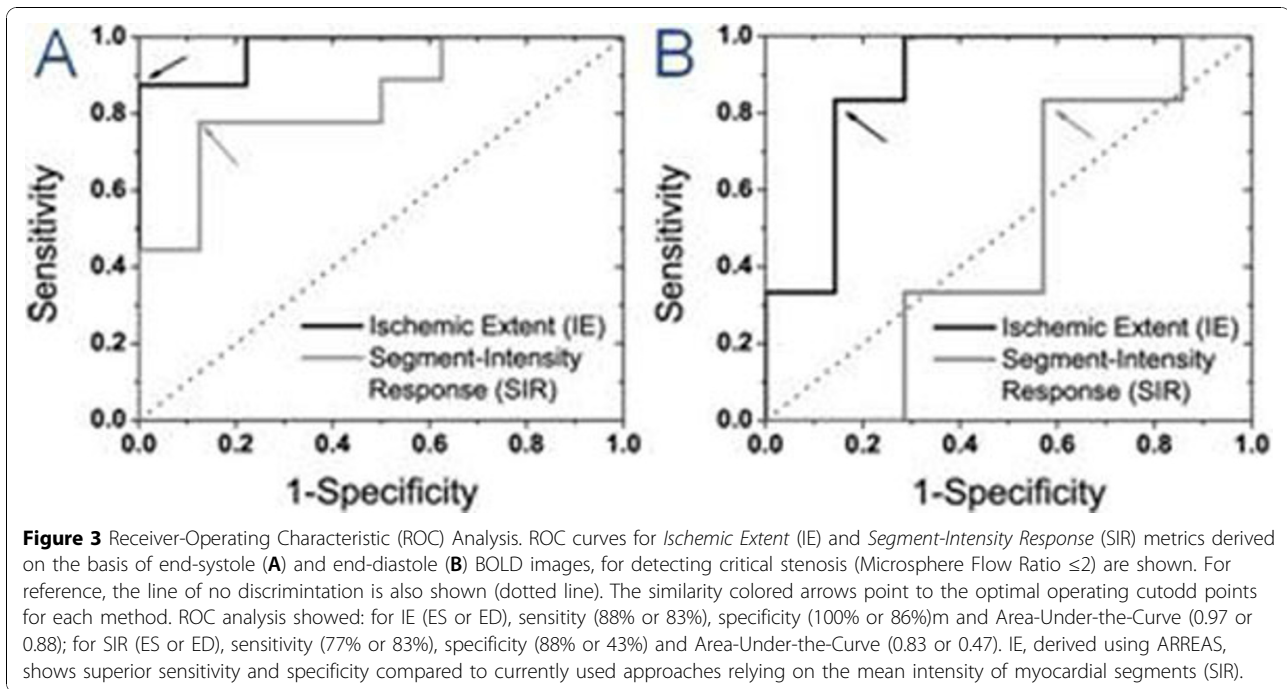 A
1.0
0.8
0.6
0.4
0.2
0.0
Sensitivity
Ischemic Extent (IE)
Segment-Intensity
Response (SIR)
0.0 0.2 0.4 0.6 0.8 1.0
1-Specificity
B
1.0
0.8
0.6
0.4
0.2
0.0
Sensitivity
Ischemic Extent (IE)
Segment-Intensity
Response (SIR)
0.0 0.2 0.4 0.6 0.8 1.0
1-Specificity
Figure 3 Receiver-Operating Characteristic (ROC) Analysis. ROC curves for Ischemic Extent (IE) and Segment-Intensity Response (SIR) metrics derived
on the basis of end-systole (A) and end-diastole (B) BOLD images, for detecting critical stenosis (Microsphere Flow Ratio ≤2) are shown. For
reference, the line of no discrimintation is also shown (dotted line). The similarity colored arrows point to the optimal operating cutodd points
for each method. ROC analysis showed: for IE (ES or ED), sensitity (88% or 83%), specificity (100% or 86%)m and Area-Under-the-Curve (0.97 or
0.88); for SIR (ES or ED), sensitivity (77% or 83%), specificity (88% or 43%) and Area-Under-the-Curve (0.83 or 0.47). IE, derived using ARREAS,
shows superior sensitivity and specificity compared to currently used approaches relying on the mean intensity of myocardial segments (SIR).